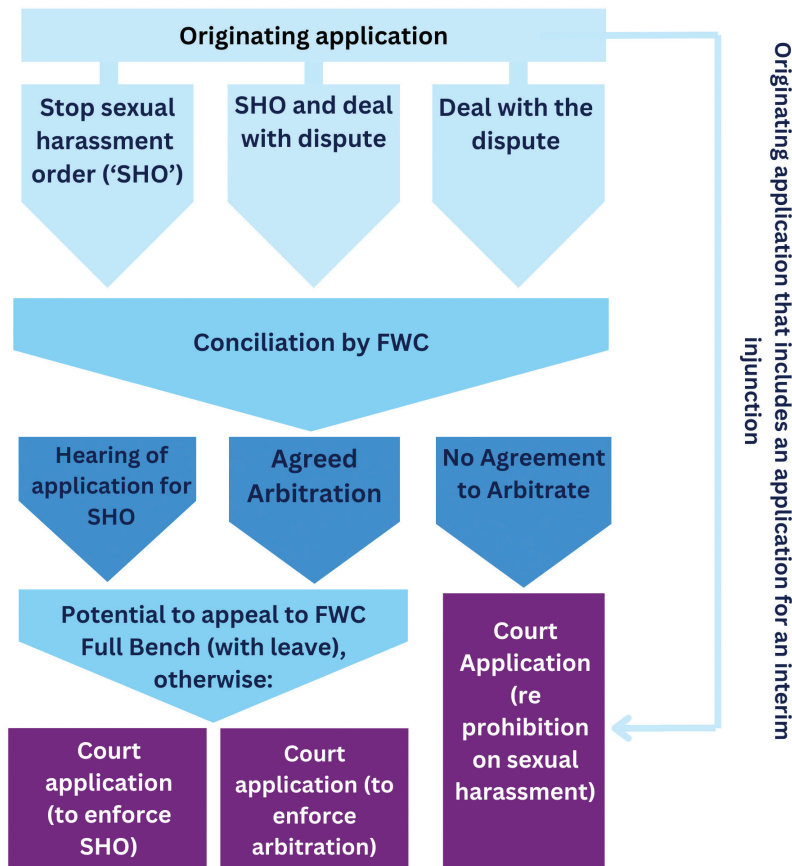 Originating application
Stop sexual
harassment
order (‘SHO’)
SHO and deal
with dispute
Deal with the
dispute
Conciliation by FWC
Hearing of
application for
SHO
Agreed
Arbitration
No Agreement
to Arbitrate
Potential to appeal to FWC
Full Bench (with leave),
otherwise:
Court
application
(to enforce
SHO)
Court
application (to
enforce
arbitration)
Court
Application
(re
prohibition
on sexual
harassment)
Originating application that includes an application for an interim
injunction